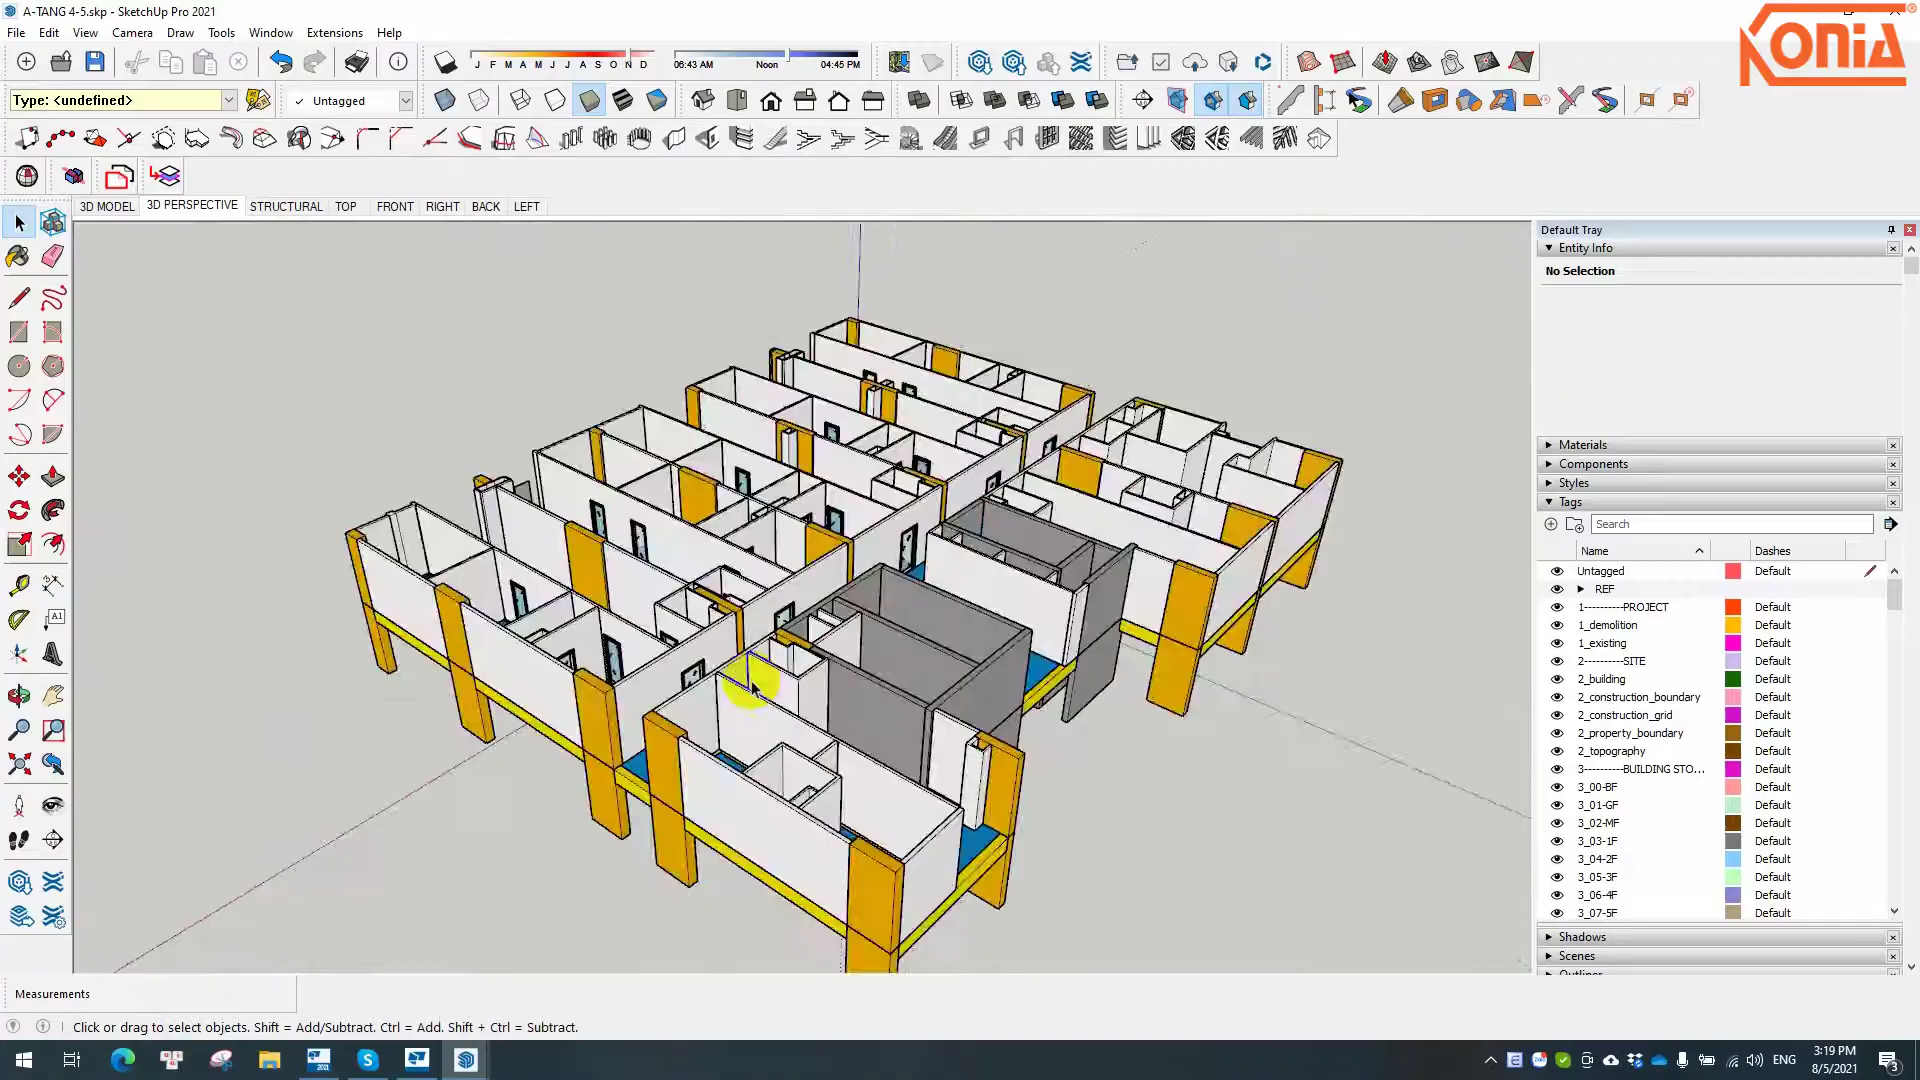 A-TANG 4-5.skp - SketchUp Pro 2021
KONIA®
File Edit View Camera Draw Tools Window Extensions Help
J F M A M J J A S O N D
06:43 AM Noon 04:45 PM
Type: <undefined>
✓ Untagged
3D MODEL 3D PERSPECTIVE STRUCTURAL TOP FRONT RIGHT BACK LEFT
Default Tray
Entity Info
No Selection
Materials
Components
Styles
Tags
Search
Name Dashes
Untagged Default
REF
1----------PROJECT Default
1_demolition Default
1_existing Default
2----------SITE Default
2_building Default
2_construction_boundary Default
2_construction_grid Default
2_property_boundary Default
2_topography Default
3----------BUILDING STO... Default
3_00-BF Default
3_01-GF Default
3_02-MF Default
3_03-1F Default
3_04-2F Default
3_05-3F Default
3_06-4F Default
3_07-5F Default
Shadows
Scenes
Outliner
Measurements
Click or drag to select objects. Shift = Add/Subtract. Ctrl = Add. Shift + Ctrl = Subtract.
ENG
3:19 PM
8/5/2021
3